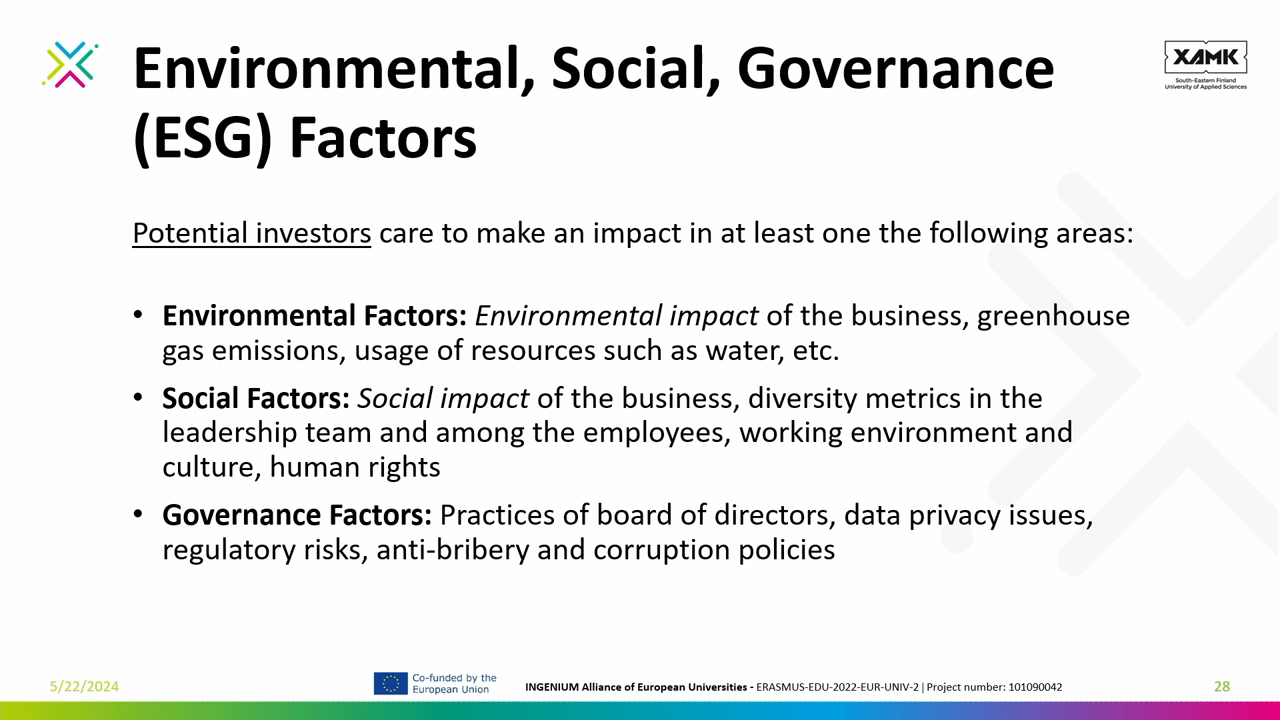 Environmental, Social, Governance
(ESG) Factors
XAMK
South-Eastern Finland
University of Applied Sciences
Potential investors care to make an impact in at least one the following areas:
• Environmental Factors: Environmental impact of the business, greenhouse
gas emissions, usage of resources such as water, etc.
• Social Factors: Social impact of the business, diversity metrics in the
leadership team and among the employees, working environment and
culture, human rights
• Governance Factors: Practices of board of directors, data privacy issues,
regulatory risks, anti-bribery and corruption policies
5/22/2024
Co-funded by the
European Union
INGENIUM Alliance of European Universities - ERASMUS-EDU-2022-EUR-UNIV-2 | Project number: 101090042
28